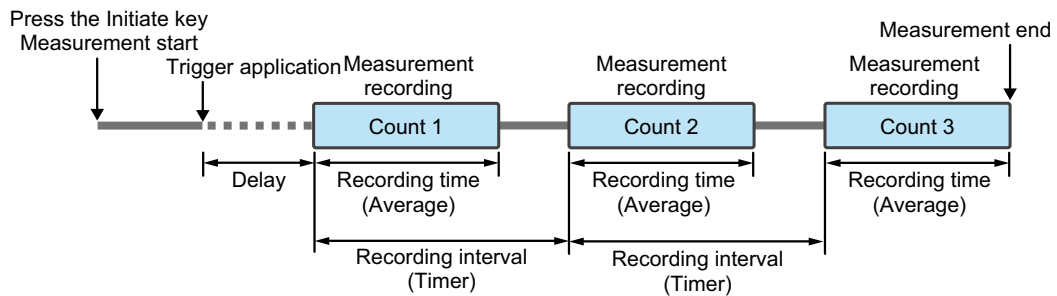 Press the Initiate key
Measurement start
Trigger application
Measurement
recording
Measurement
recording
Measurement
recording
Measurement end
Count 1
Count 2
Count 3
Delay
Recording time
(Average)
Recording time
(Average)
Recording time
(Average)
Recording interval
(Timer)
Recording interval
(Timer)